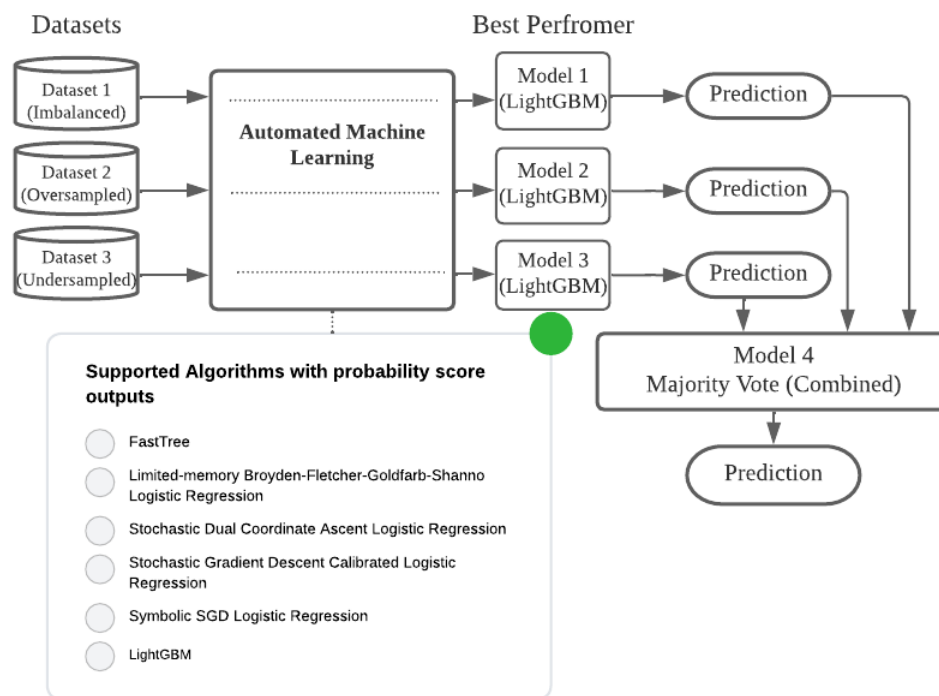 Datasets
Best Perfromer
Dataset 1
(Imbalanced)
Dataset 2
(Oversampled)
Dataset 3
(Undersampled)
Automated Machine
Learning
Model 1
(LightGBM)
Model 2
(LightGBM)
Model 3
(LightGBM)
Prediction
Prediction
Prediction
Model 4
Majority Vote (Combined)
Prediction
Supported Algorithms with probability score
outputs
FastTree
Limited-memory Broyden-Fletcher-Goldfarb-Shanno
Logistic Regression
Stochastic Dual Coordinate Ascent Logistic Regression
Stochastic Gradient Descent Calibrated Logistic
Regression
Symbolic SGD Logistic Regression
LightGBM